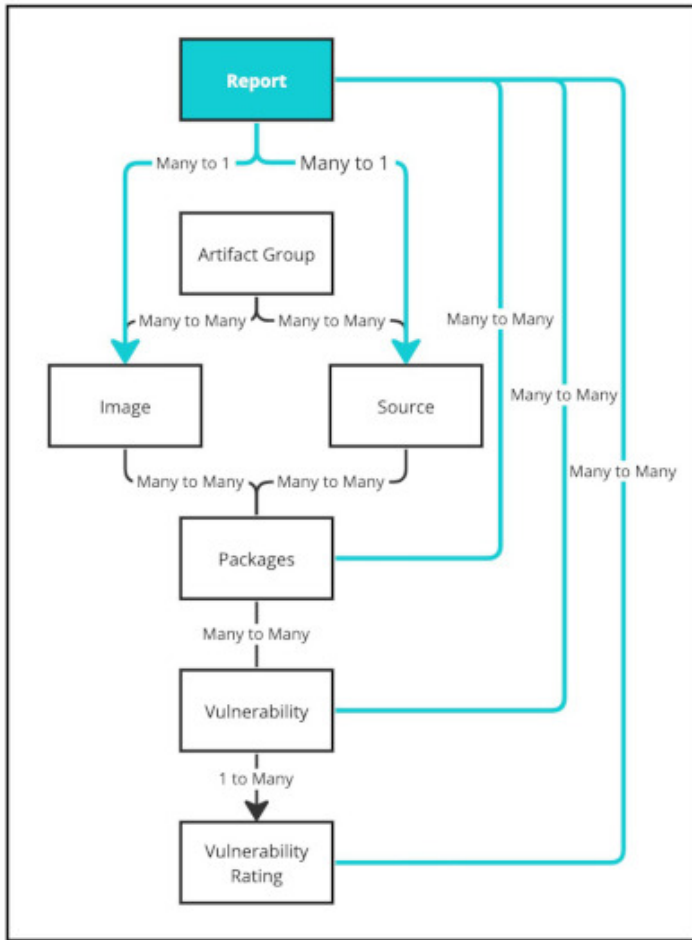 Report
Many to 1
Many to 1
Artifact Group
Many to Many
Many to Many
Many to Many
Image
Source
Many to Many
Many to Many
Many to Many
Many to Many
Packages
Many to Many
Vulnerability
1 to Many
Vulnerability
Rating